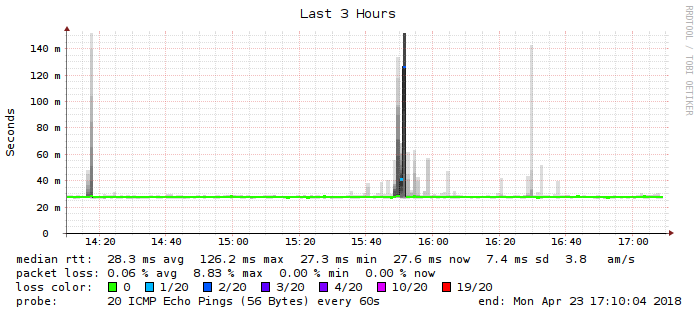 Last 3 Hours
RRDTOOL / TOBI OETIKER
Seconds
140 m
120 m
100 m
80 m
60 m
40 m
20 m
0
14:20 14:40 15:00 15:20 15:40 16:00 16:20 16:40 17:00
median rtt: 28.3 ms avg 126.2 ms max 27.3 ms min 27.6 ms now 7.4 ms sd 3.8 am/s
packet loss: 0.06 % avg 8.83 % max 0.00 % min 0.00 % now
loss color: 0 1/20 2/20 3/20 4/20 10/20 19/20
probe: 20 ICMP Echo Pings (56 Bytes) every 60s end: Mon Apr 23 17:10:04 2018